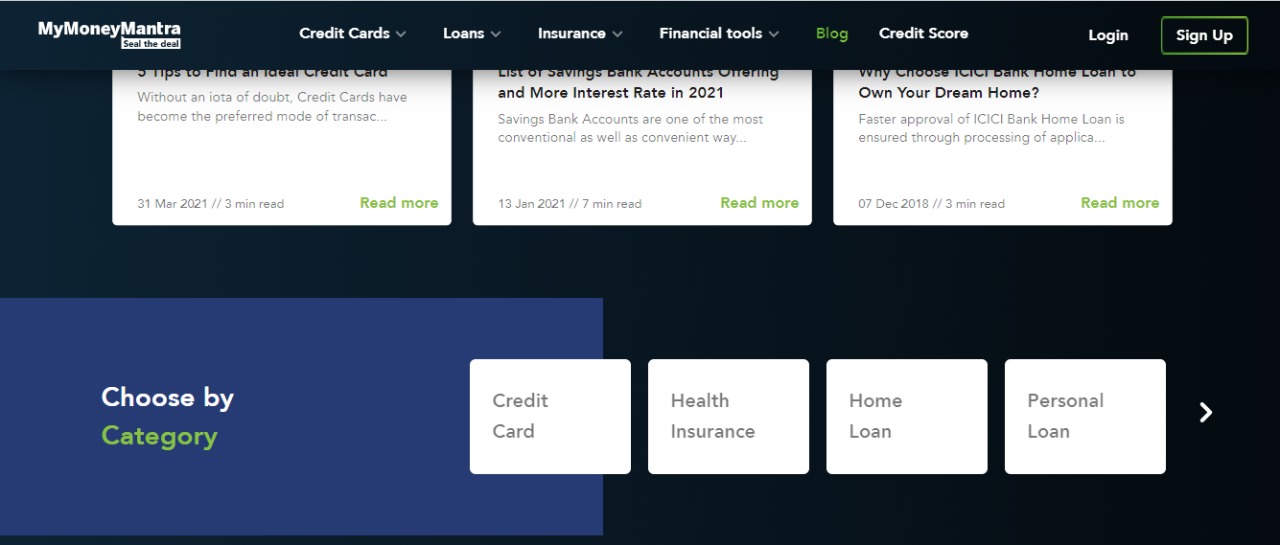 MyMoneyMantra
Seal the deal
Credit Cards
Loans
Insurance
Financial tools
Blog
Credit Score
Login
Sign Up
5 Tips to Find an Ideal Credit Card
Without an iota of doubt, Credit Cards have
become the preferred mode of transac...
31 Mar 2021 // 3 min read
Read more
List of Savings Bank Accounts Offering
and More Interest Rate in 2021
Savings Bank Accounts are one of the most
conventional as well as convenient way...
13 Jan 2021 // 7 min read
Read more
Why Choose ICICI Bank Home Loan to
Own Your Dream Home?
Faster approval of ICICI Bank Home Loan is
ensured through processing of applica...
07 Dec 2018 // 3 min read
Read more
Choose by
Category
Credit
Card
Health
Insurance
Home
Loan
Personal
Loan